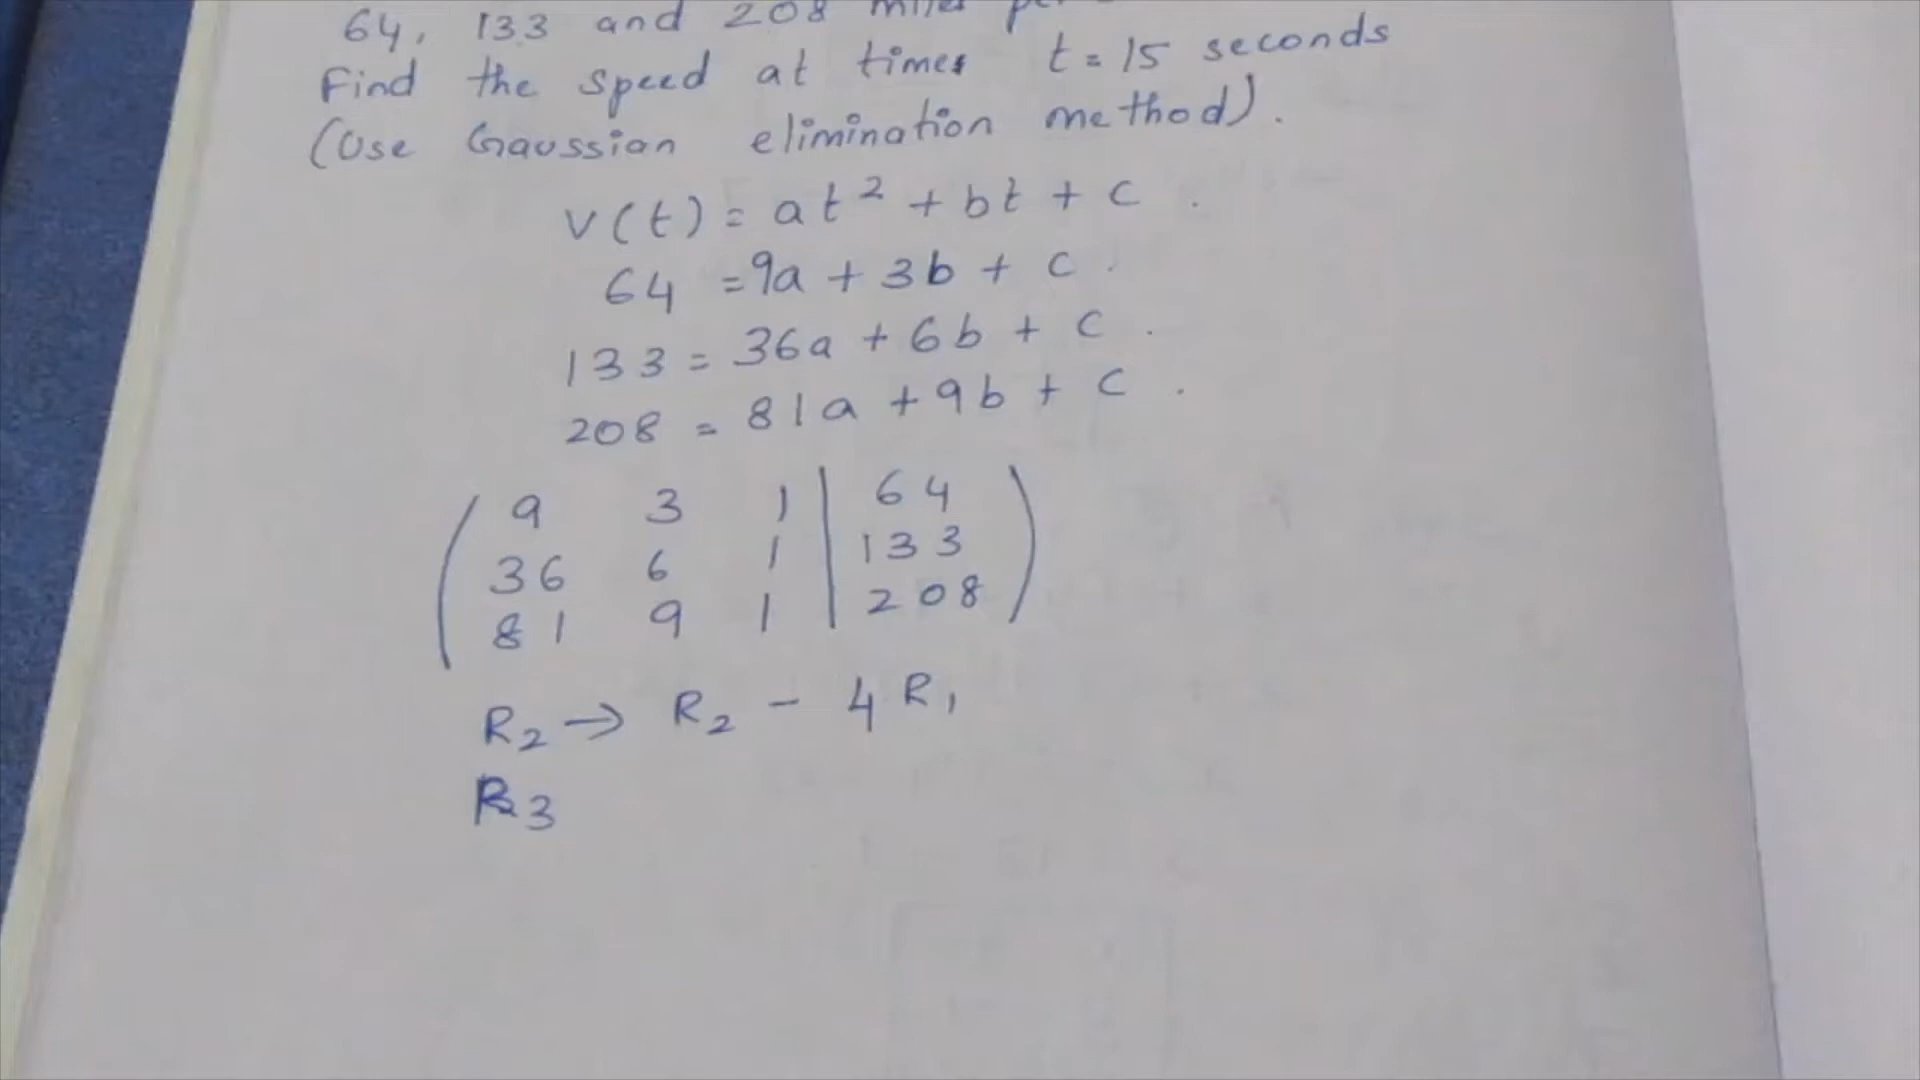 64, 133 and 208 miles
Find the speed at times t = 15 seconds
(Use Gaussian elimination method).
v(t) = at² + bt + c .
64 = 9a + 3b + c .
133 = 36a + 6b + c .
208 = 81a + 9b + c .
9 3 1 | 64
36 6 1 | 133
81 9 1 | 208
R₂ → R₂ - 4R₁
R₃